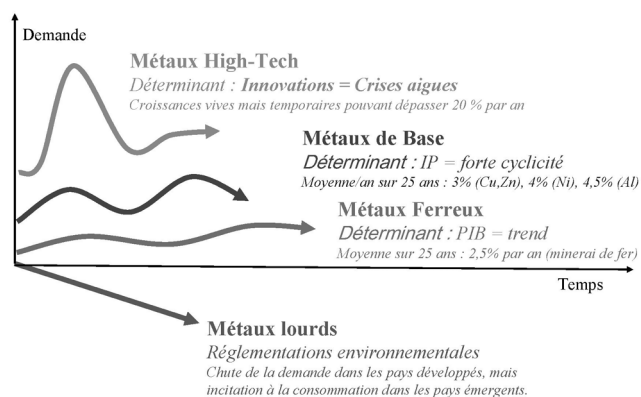 Demande
Métaux High-Tech
Déterminant : Innovations = Crises aigues
Croissances vives mais temporaires pouvant dépasser 20 % par an
Métaux de Base
Déterminant : IP = forte cyclicité
Moyenne/an sur 25 ans : 3% (Cu,Zn), 4% (Ni), 4,5% (Al)
Métaux Ferreux
Déterminant : PIB = trend
Moyenne sur 25 ans : 2,5% par an (minerai de fer)
Temps
Métaux lourds
Réglementations environnementales
Chute de la demande dans les pays développés, mais
incitation à la consommation dans les pays émergents.